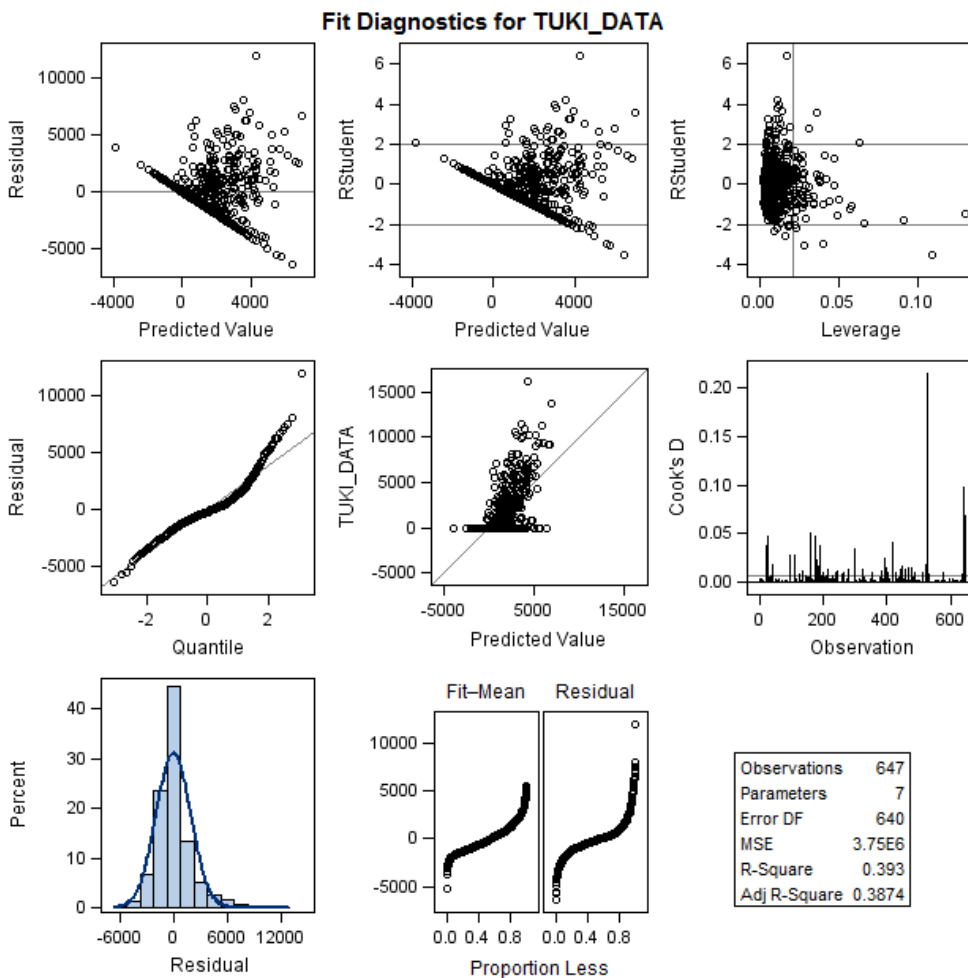 Fit Diagnostics for TUKI_DATA
Residual
10000
5000
0
-5000
-4000 0 4000
Predicted Value
RStudent
6
4
2
0
-2
-4
-4000 0 4000
Predicted Value
RStudent
6
4
2
0
-2
-4
0.00 0.05 0.10
Leverage
Residual
10000
5000
0
-5000
-2 0 2
Quantile
TUKI_DATA
15000
10000
5000
0
-5000
-5000 5000 15000
Predicted Value
Cook's D
0.20
0.15
0.10
0.05
0.00
0 200 400 600
Observation
Percent
40
30
20
10
0
-6000 0 6000 12000
Residual
Fit–Mean Residual
10000
5000
0
-5000
0.0 0.4 0.8 0.0 0.4 0.8
Proportion Less
Observations 647
Parameters 7
Error DF 640
MSE 3.75E6
R-Square 0.393
Adj R-Square 0.3874